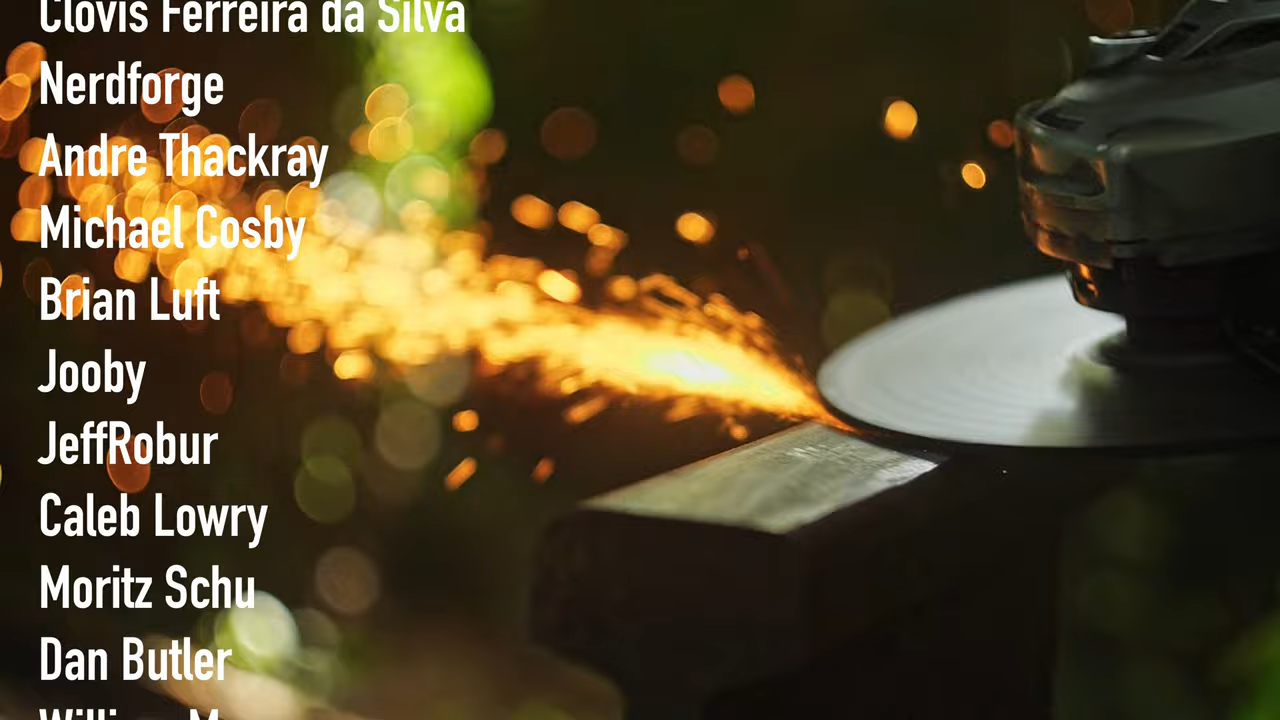 Clovis Ferreira da Silva
Nerdforge
Andre Thackray
Michael Cosby
Brian Luft
Jooby
JeffRobur
Caleb Lowry
Moritz Schu
Dan Butler